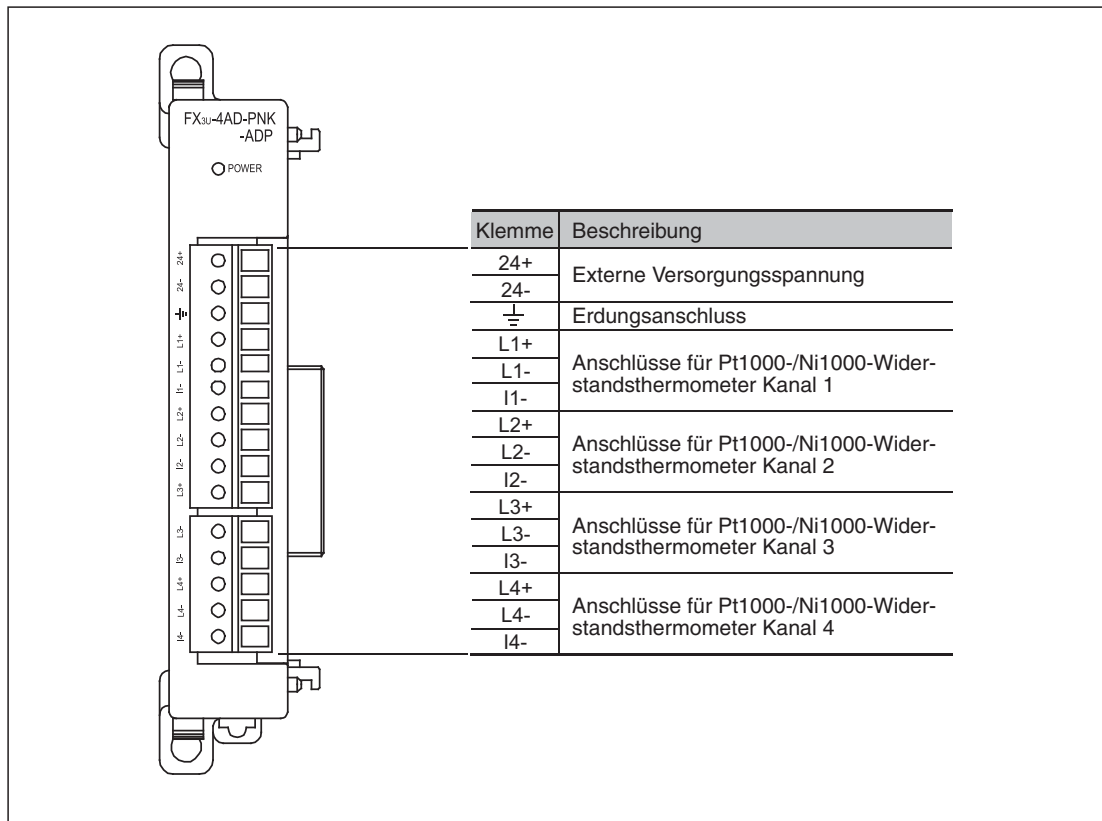 FX3U-4AD-PNK
-ADP
POWER
24+
24-
⏚
L1+
L1-
I1-
L2+
L2-
I2-
L3+
L3-
I3-
L4+
L4-
I4-
Klemme Beschreibung
24+
Externe Versorgungsspannung
24-
⏚ Erdungsanschluss
L1+
L1-
I1-
Anschlüsse für Pt1000-/Ni1000-Wider-
standsthermometer Kanal 1
L2+
L2-
I2-
Anschlüsse für Pt1000-/Ni1000-Wider-
standsthermometer Kanal 2
L3+
L3-
I3-
Anschlüsse für Pt1000-/Ni1000-Wider-
standsthermometer Kanal 3
L4+
L4-
I4-
Anschlüsse für Pt1000-/Ni1000-Wider-
standsthermometer Kanal 4